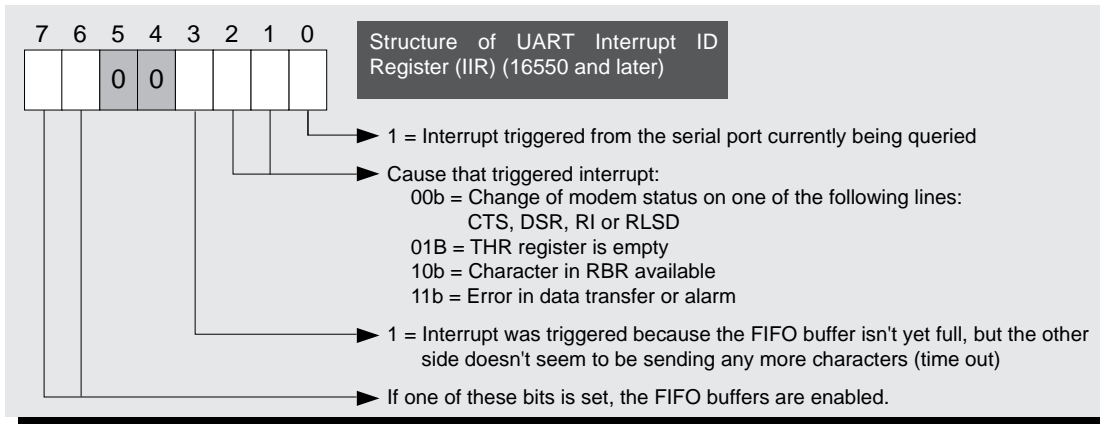 7 6 5 4 3 2 1 0
0 0
Structure of UART Interrupt ID
Register (IIR) (16550 and later)
1 = Interrupt triggered from the serial port currently being queried
Cause that triggered interrupt:
00b = Change of modem status on one of the following lines:
CTS, DSR, RI or RLSD
01B = THR register is empty
10b = Character in RBR available
11b = Error in data transfer or alarm
1 = Interrupt was triggered because the FIFO buffer isn't yet full, but the other
side doesn't seem to be sending any more characters (time out)
If one of these bits is set, the FIFO buffers are enabled.